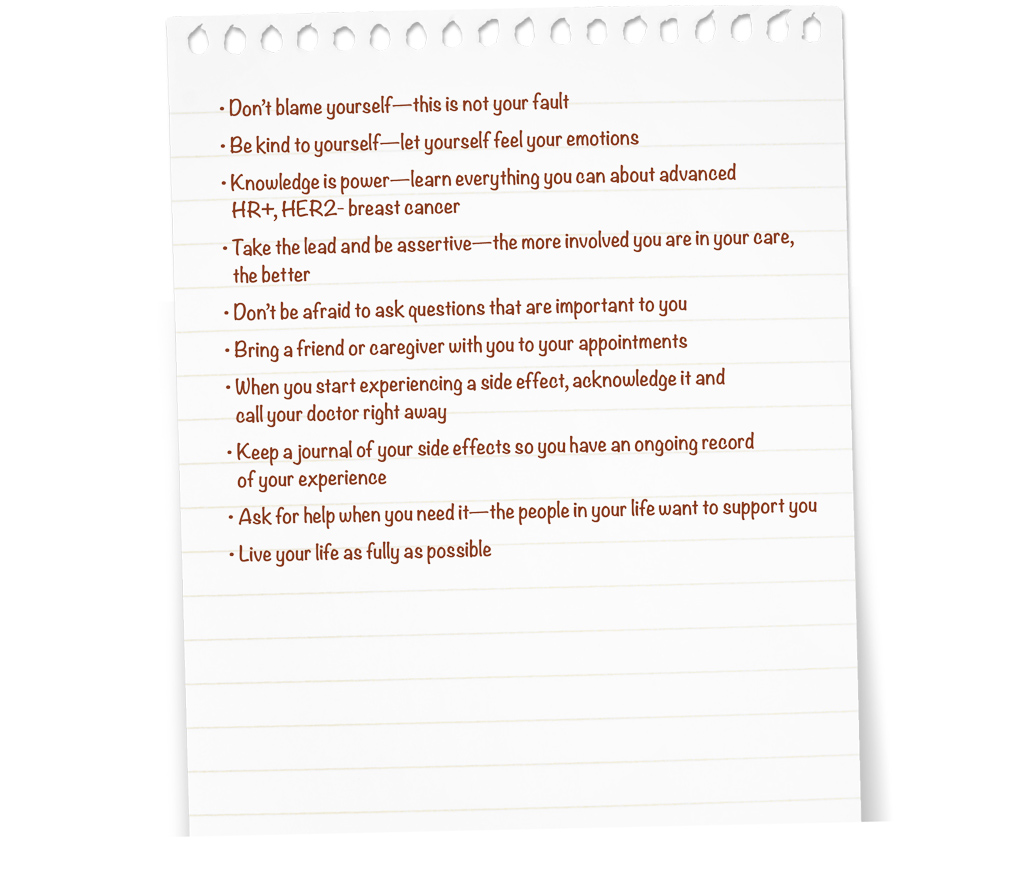 • Don't blame yourself—this is not your fault
• Be kind to yourself—let yourself feel your emotions
• Knowledge is power—learn everything you can about advanced
HR+, HER2- breast cancer
• Take the lead and be assertive—the more involved you are in your care,
the better
• Don't be afraid to ask questions that are important to you
• Bring a friend or caregiver with you to your appointments
• When you start experiencing a side effect, acknowledge it and
call your doctor right away
• Keep a journal of your side effects so you have an ongoing record
of your experience
• Ask for help when you need it—the people in your life want to support you
• Live your life as fully as possible